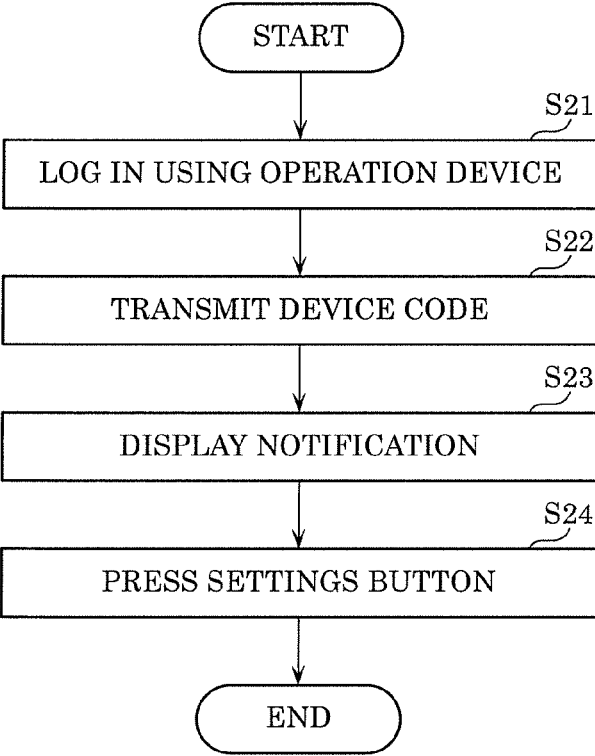 START
S21
LOG IN USING OPERATION DEVICE
S22
TRANSMIT DEVICE CODE
S23
DISPLAY NOTIFICATION
S24
PRESS SETTINGS BUTTON
END